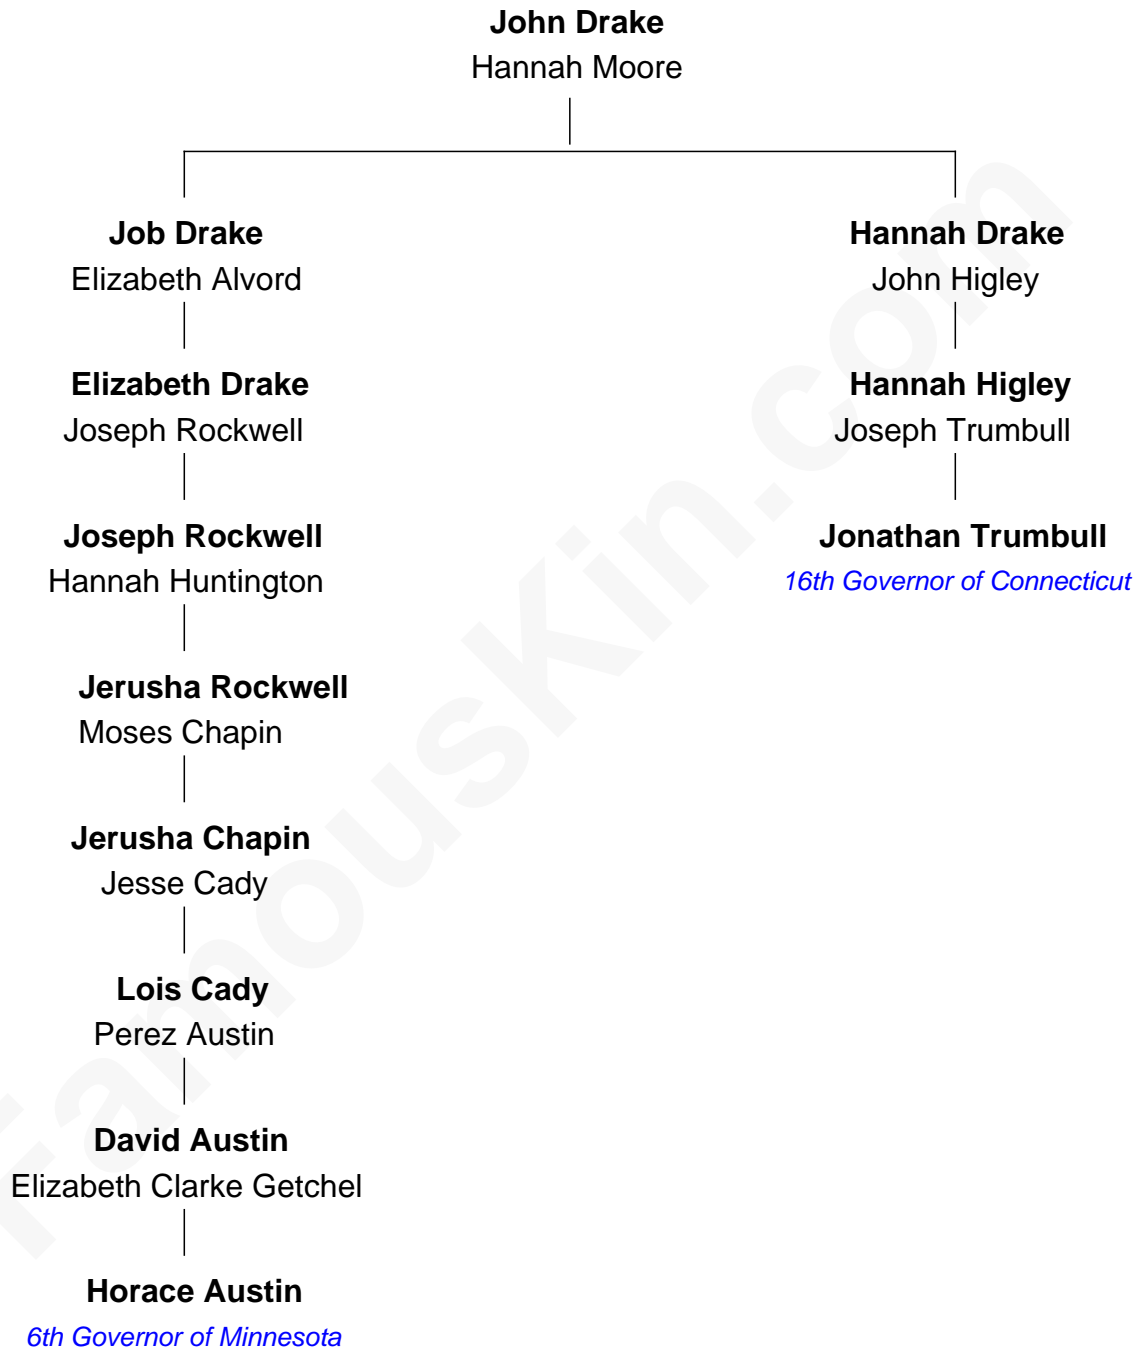 John Drake
Hannah Moore
Job Drake
Elizabeth Alvord
Hannah Drake
John Higley
Elizabeth Drake
Joseph Rockwell
Hannah Higley
Joseph Trumbull
Joseph Rockwell
Hannah Huntington
Jonathan Trumbull
16th Governor of Connecticut
Jerusha Rockwell
Moses Chapin
Jerusha Chapin
Jesse Cady
Lois Cady
Perez Austin
David Austin
Elizabeth Clarke Getchel
Horace Austin
6th Governor of Minnesota
FamousKin.com